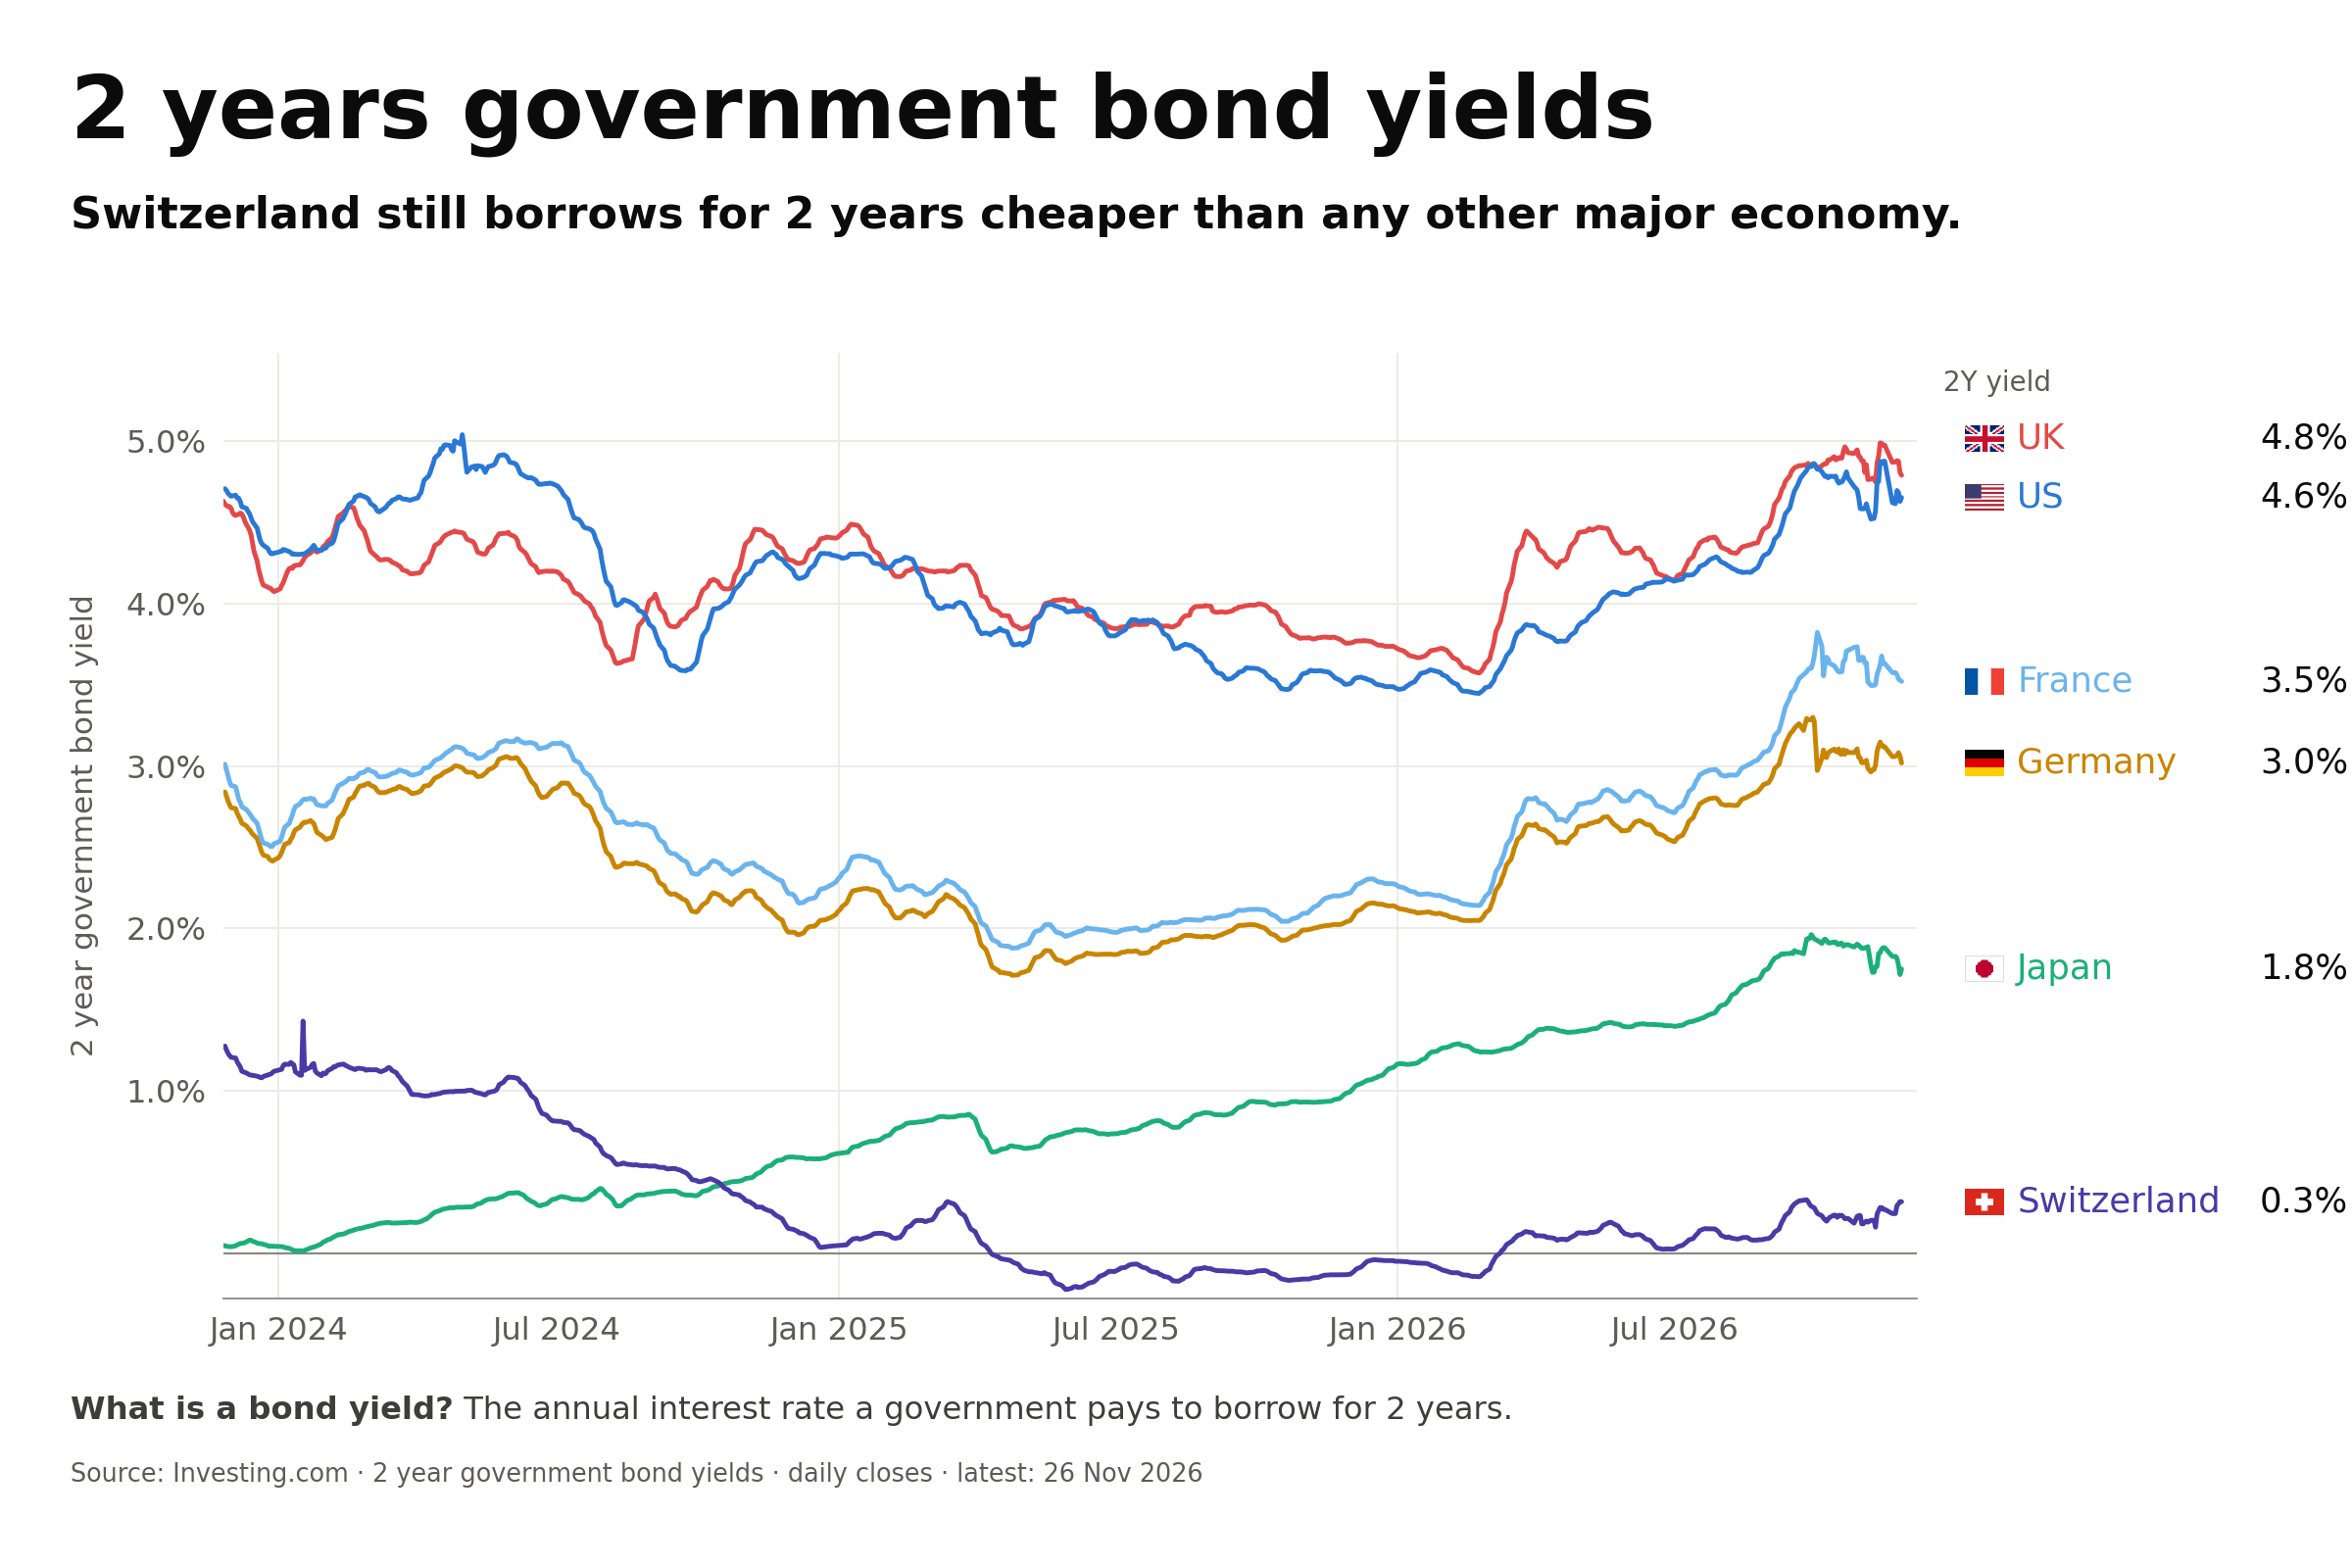 2 years government bond yields
Switzerland still borrows for 2 years cheaper than any other major economy.
2Y yield
5.0%
UK 4.8%
US 4.6%
4.0%
France 3.5%
3.0%
Germany 3.0%
2 year government bond yield
2.0%
Japan 1.8%
1.0%
Switzerland 0.3%
Jan 2024 Jul 2024 Jan 2025 Jul 2025 Jan 2026 Jul 2026
What is a bond yield? The annual interest rate a government pays to borrow for 2 years.
Source: Investing.com · 2 year government bond yields · daily closes · latest: 26 Nov 2026